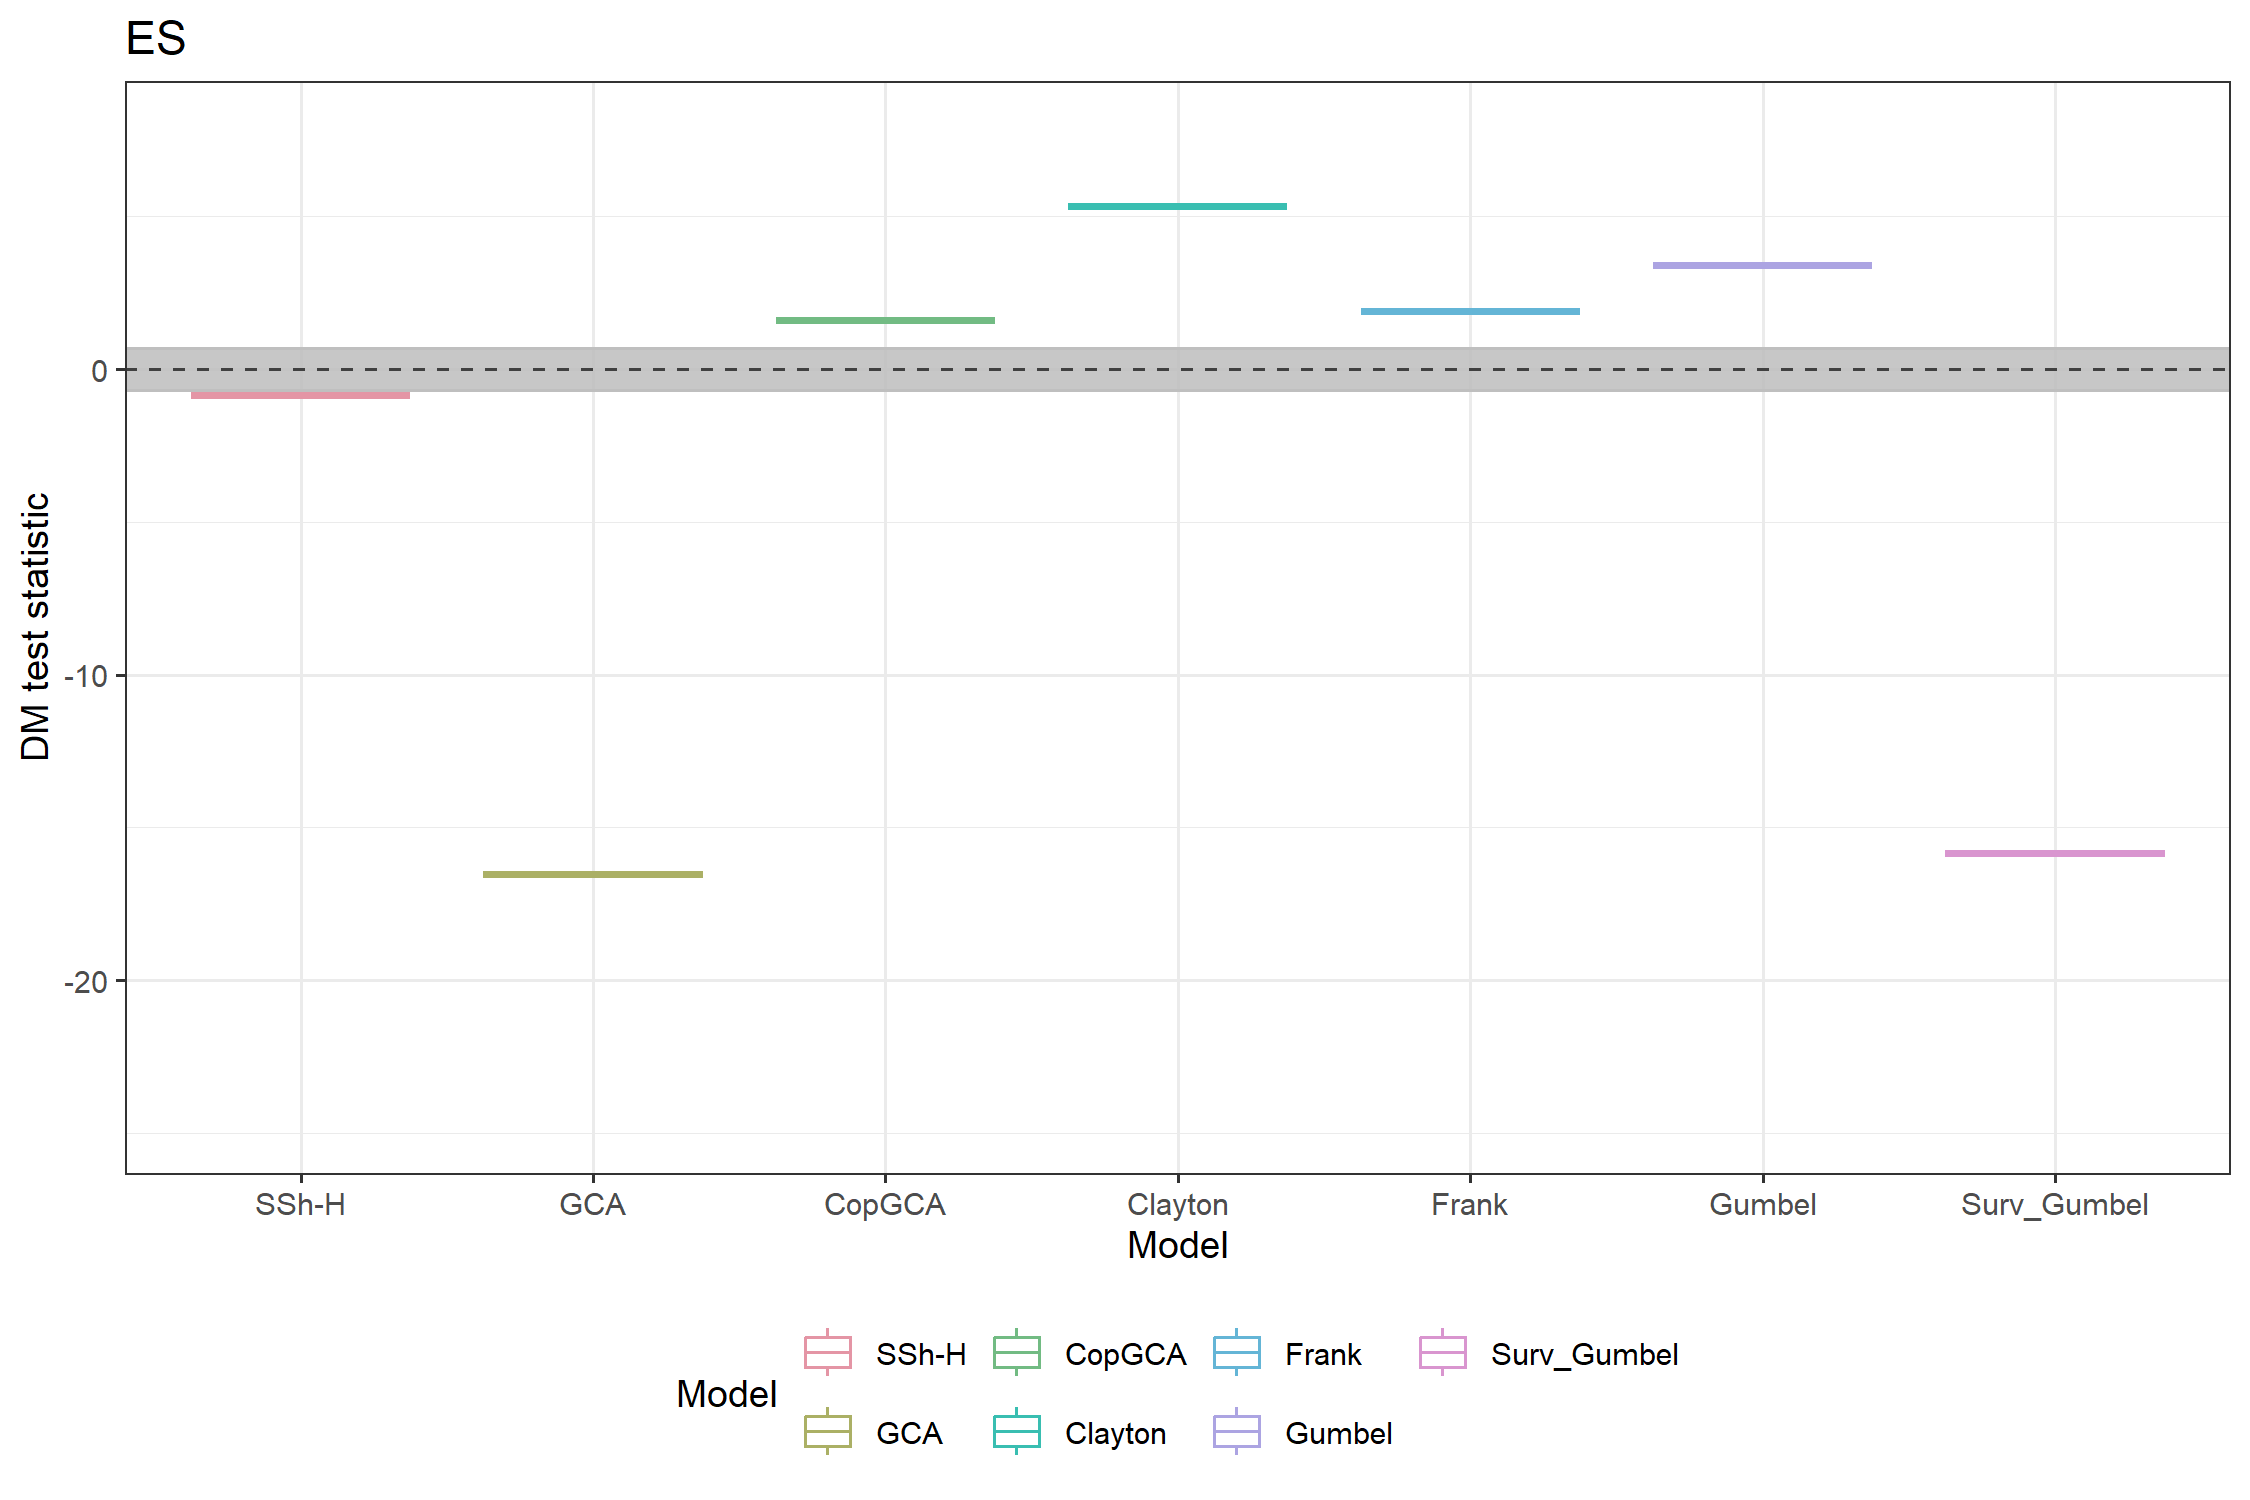 ES
DM test statistic
0
-10
-20
SSh-H GCA CopGCA Clayton Frank Gumbel Surv_Gumbel
Model
Model
SSh-H CopGCA Frank Surv_Gumbel
GCA Clayton Gumbel